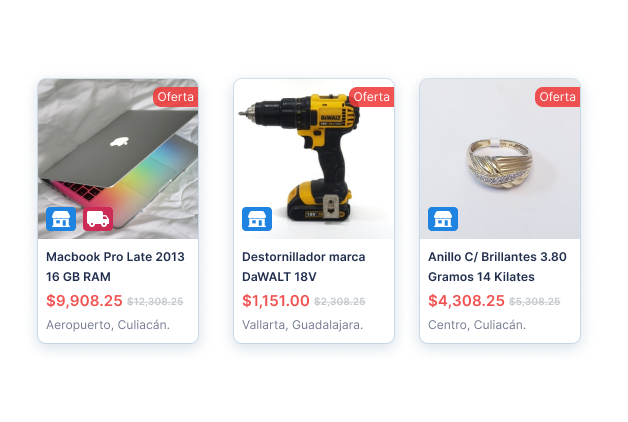 Oferta
Macbook Pro Late 2013
16 GB RAM
$9,908.25 $12,308.25
Aeropuerto, Culiacán.
Oferta
DeWALT
18V
Destornillador marca
DaWALT 18V
$1,151.00 $2,308.25
Vallarta, Guadalajara.
Oferta
Anillo C/ Brillantes 3.80
Gramos 14 Kilates
$4,308.25 $5,308.25
Centro, Culiacán.